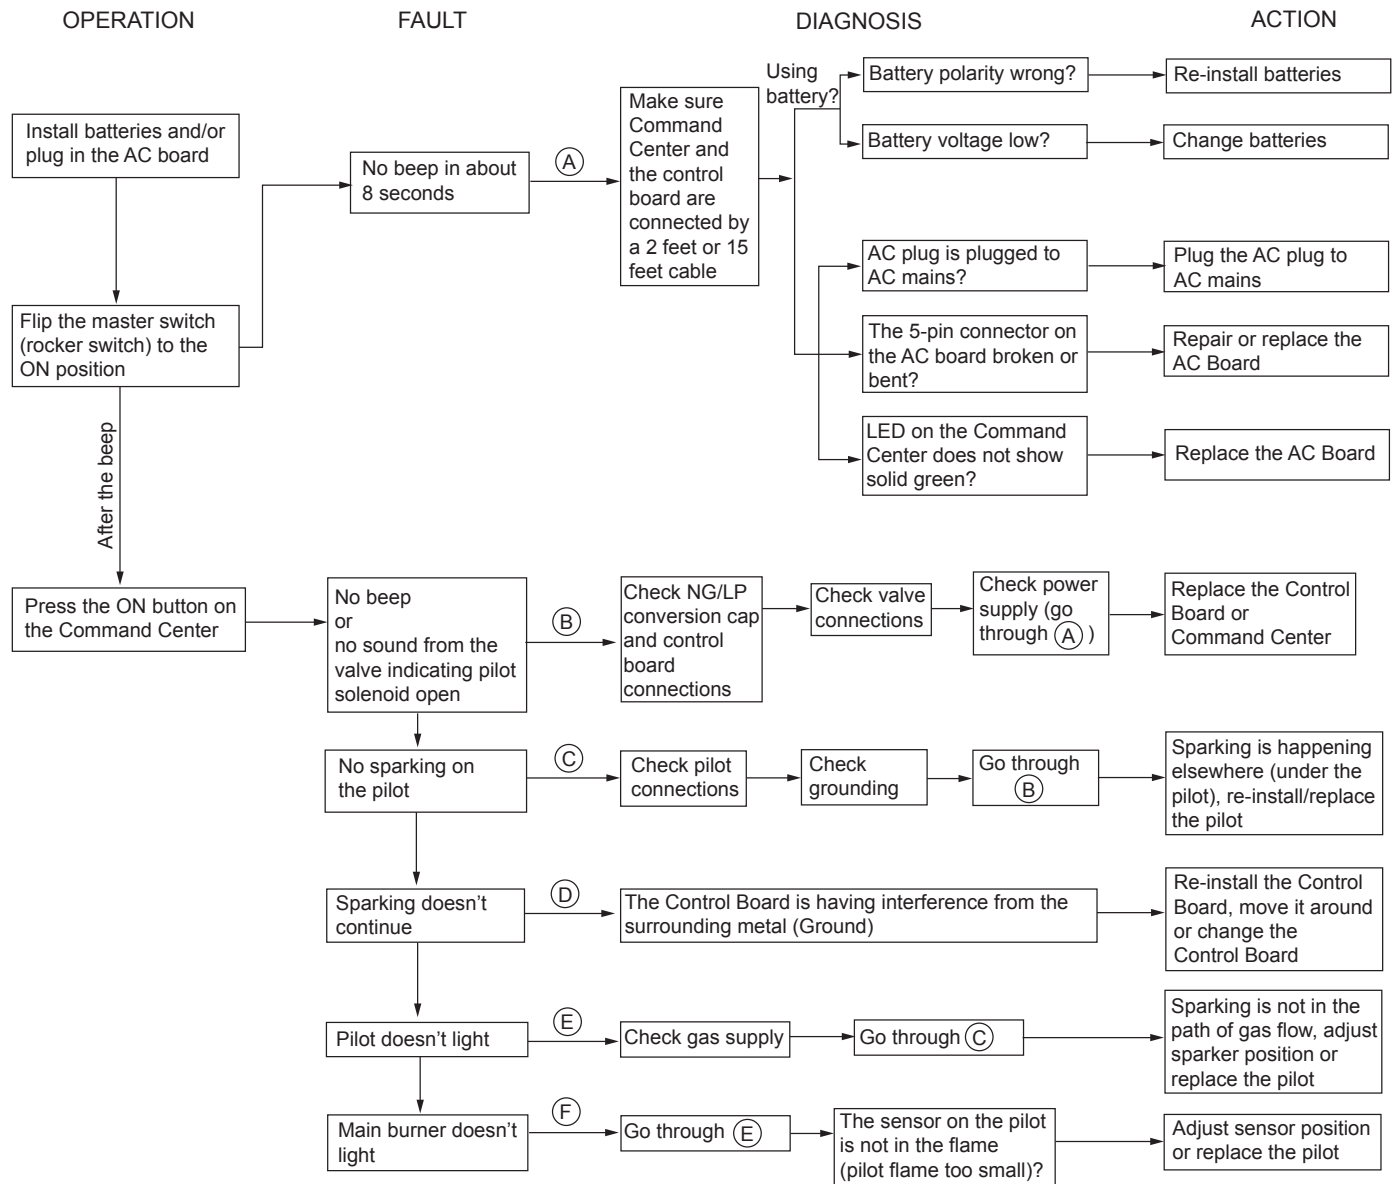 OPERATION
FAULT
DIAGNOSIS
ACTION
Install batteries and/or
plug in the AC board
Flip the master switch
(rocker switch) to the
ON position
After the beep
Press the ON button on
the Command Center
No beep in about
8 seconds
A
Make sure
Command
Center and
the control
board are
connected by
a 2 feet or 15
feet cable
Using
battery?
Battery polarity wrong?
Re-install batteries
Battery voltage low?
Change batteries
AC plug is plugged to
AC mains?
Plug the AC plug to
AC mains
The 5-pin connector on
the AC board broken or
bent?
Repair or replace the
AC Board
LED on the Command
Center does not show
solid green?
Replace the AC Board
No beep
or
no sound from the
valve indicating pilot
solenoid open
B
Check NG/LP
conversion cap
and control
board
connections
Check valve
connections
Check power
supply (go
through A )
Replace the Control
Board or
Command Center
No sparking on
the pilot
C
Check pilot
connections
Check
grounding
Go through
B
Sparking is happening
elsewhere (under the
pilot), re-install/replace
the pilot
Sparking doesn't
continue
D
The Control Board is having interference from the
surrounding metal (Ground)
Re-install the Control
Board, move it around
or change the
Control Board
Pilot doesn't light
E
Check gas supply
Go through C
Sparking is not in the
path of gas flow, adjust
sparker position or
replace the pilot
Main burner doesn't
light
F
Go through E
The sensor on the pilot
is not in the flame
(pilot flame too small)?
Adjust sensor position
or replace the pilot